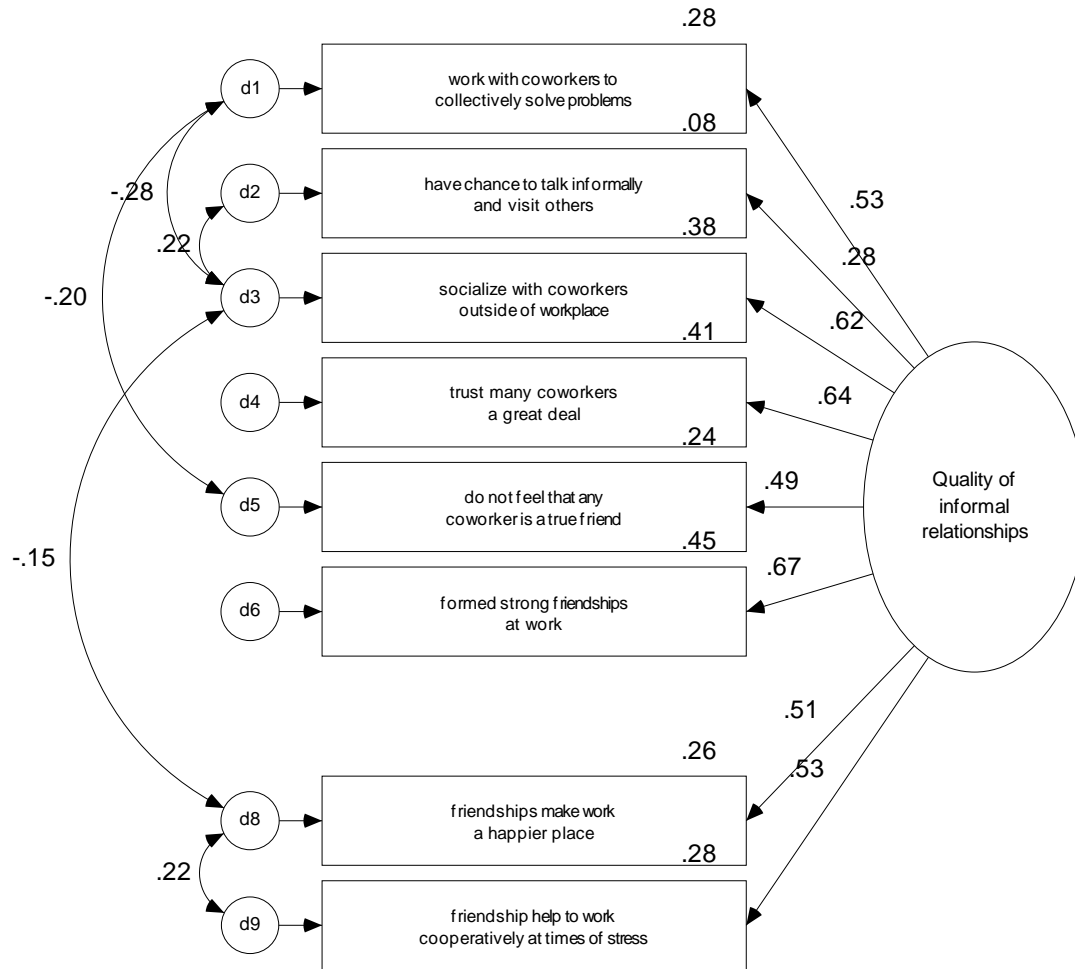 .28
d1
work with coworkers to
collectively solve problems
.08
-.28
d2
have chance to talk informally
and visit others
.53
.38
.22
.28
-.20
d3
socialize with coworkers
outside of workplace
.62
.41
d4
trust many coworkers
a great deal
.64
.24
d5
do not feel that any
coworker is a true friend
.49
Quality of
informal
relationships
.45
-.15
d6
formed strong friendships
at work
.67
.51
.26
.53
d8
friendships make work
a happier place
.28
.22
d9
friendship help to work
cooperatively at times of stress